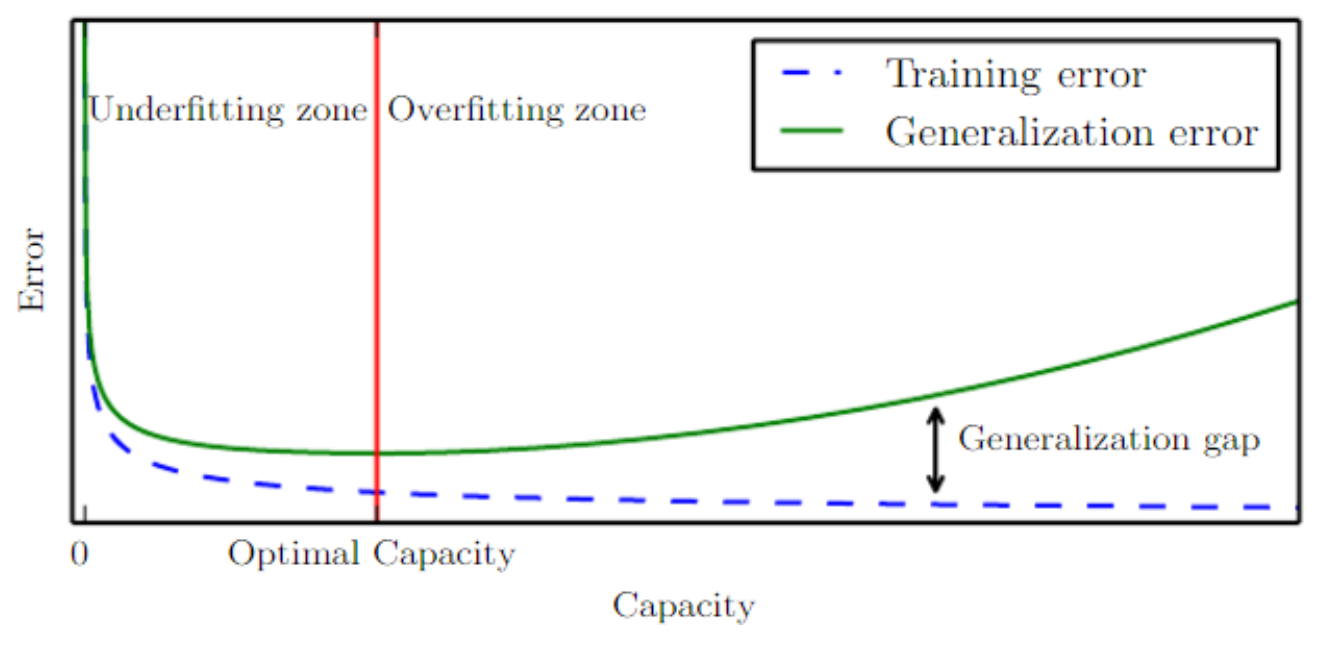 Training error
Generalization error
Underfitting zone
Overfitting zone
Error
Generalization gap
0
Optimal Capacity
Capacity